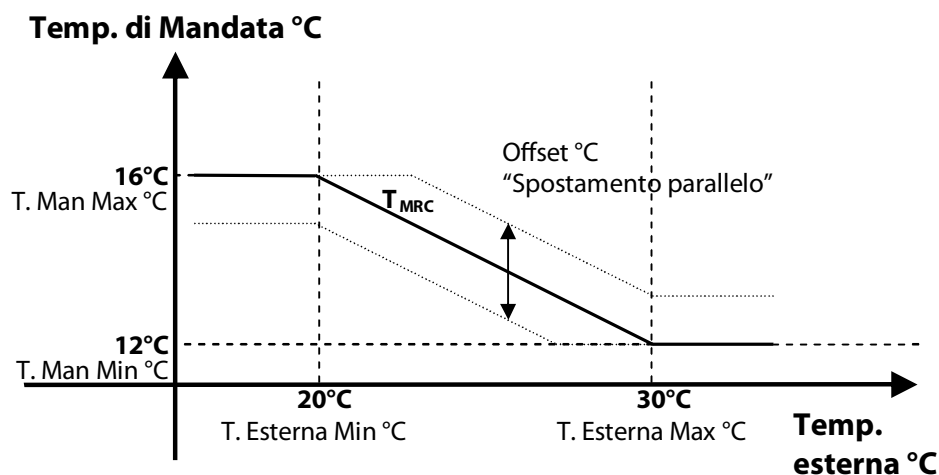 Temp. di Mandata °C
Offset °C
“Spostamento parallelo”
16°C
T. Man Max °C
T MRC
12°C
T. Man Min °C
20°C
30°C
T. Esterna Min °C
T. Esterna Max °C
Temp.
esterna °C